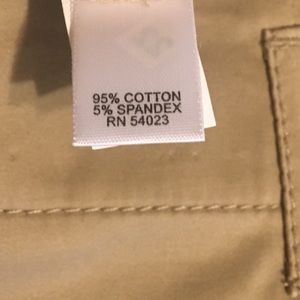 95% COTTON
5% SPANDEX
RN 54023